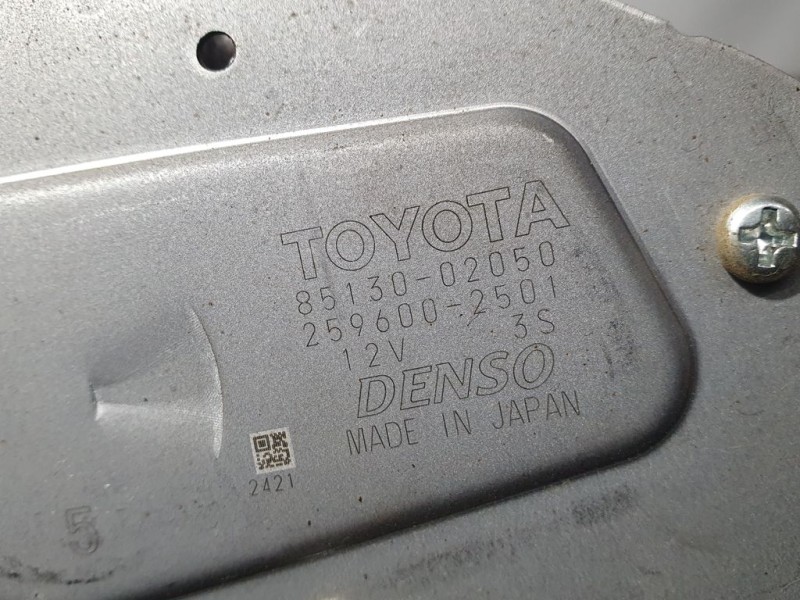 TOYOTA
85130-02050
259600-2501
12V 3S
DENSO
MADE IN JAPAN
2421
5